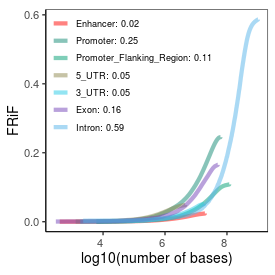 0.6
0.4
0.2
0.0
FRiF
Enhancer: 0.02
Promoter: 0.25
Promoter_Flanking_Region: 0.11
5_UTR: 0.05
3_UTR: 0.05
Exon: 0.16
Intron: 0.59
4
6
8
log10(number of bases)